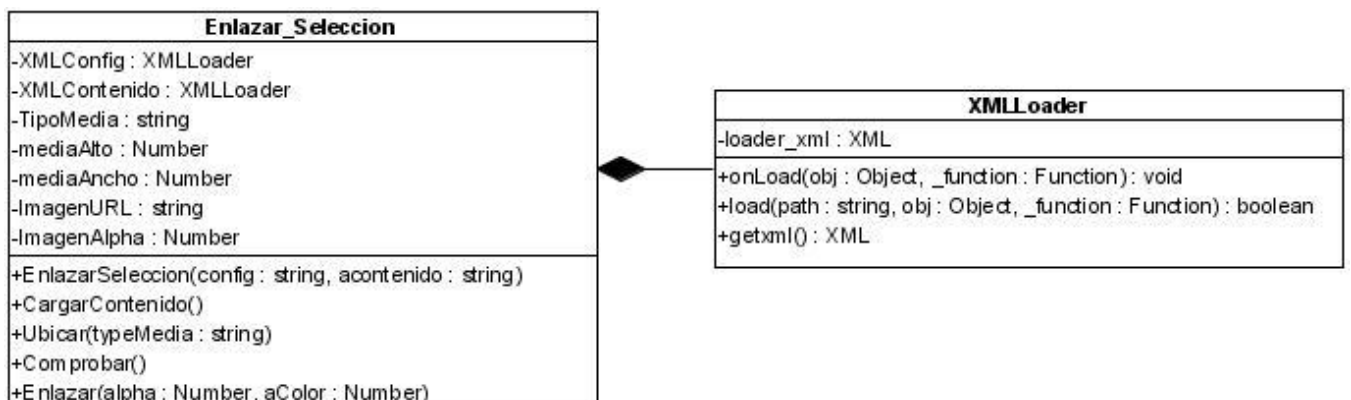 Enlazar_Seleccion
-XMLConfig : XMLLoader
-XMLContenido : XMLLoader
-TipoMedia : string
-mediaAlto : Number
-mediaAncho : Number
-ImagenURL : string
-ImagenAlpha : Number
+EnlazarSeleccion(config : string, acontenido : string)
+CargarContenido()
+Ubicar(typeMedia : string)
+Comprobar()
+Enlazar(alpha : Number, aColor : Number)
XMLLoader
-loader_xml : XML
+onLoad(obj : Object, _function : Function) : void
+load(path : string, obj : Object, _function : Function) : boolean
+getxml() : XML